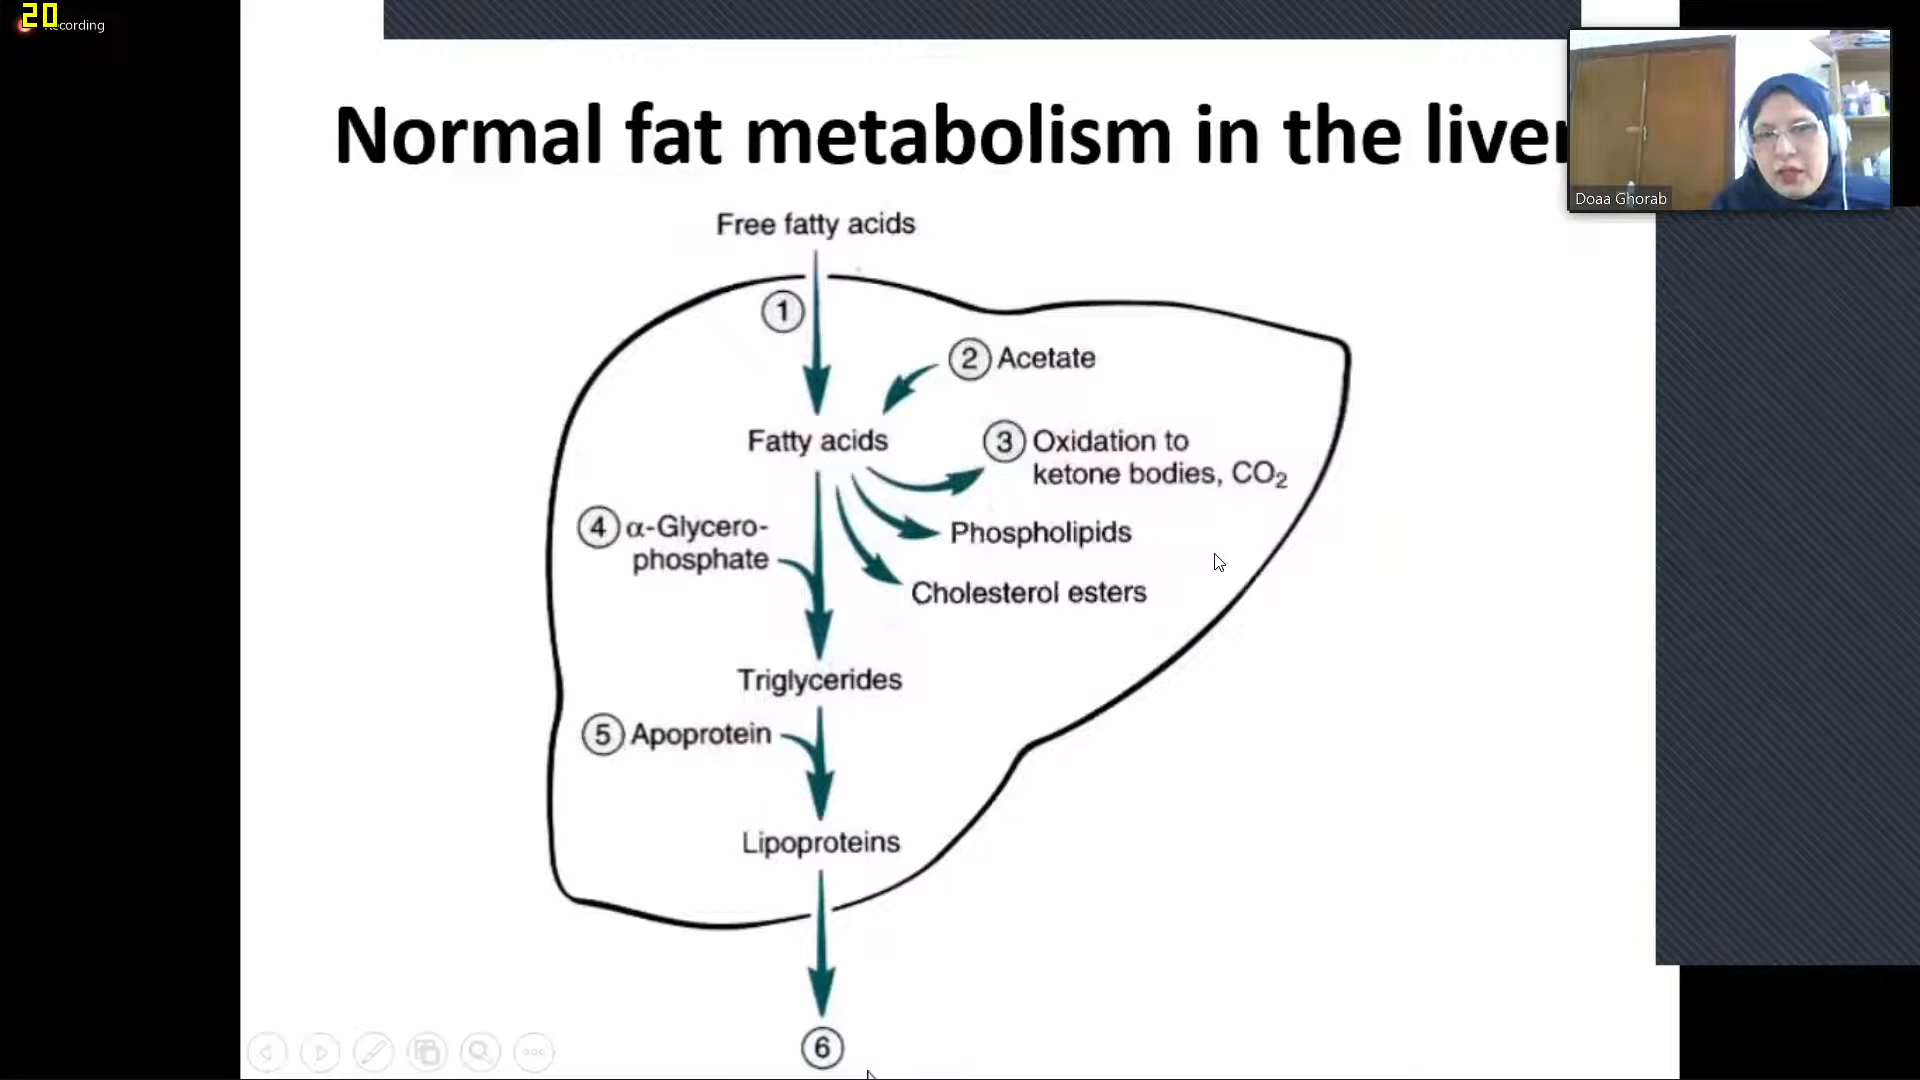 20
Recording
Normal fat metabolism in the liver
Doaa Ghorab
Free fatty acids
1
2 Acetate
Fatty acids
3 Oxidation to
ketone bodies, CO2
4 α-Glycero-
phosphate
Phospholipids
Cholesterol esters
Triglycerides
5 Apoprotein
Lipoproteins
6